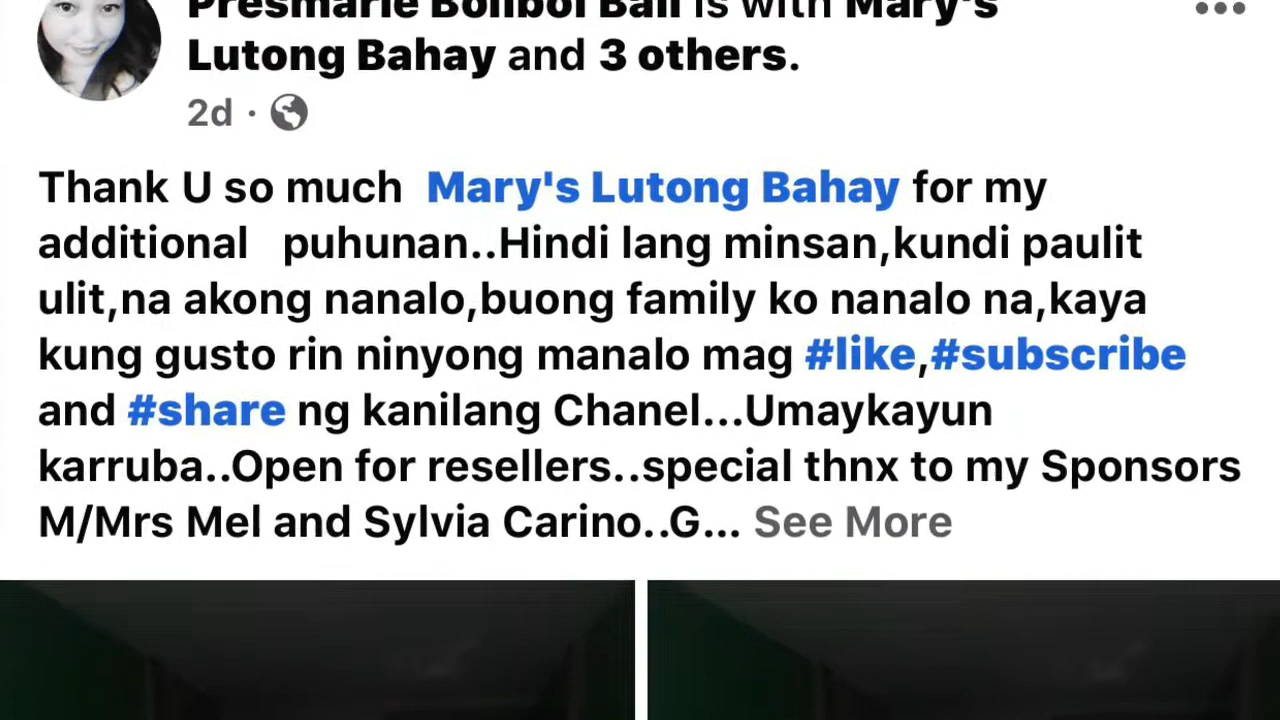 Presmarie Bolibol Ball is with Mary's
Lutong Bahay and 3 others.
2d ·
Thank U so much Mary's Lutong Bahay for my
additional puhunan..Hindi lang minsan,kundi paulit
ulit,na akong nanalo,buong family ko nanalo na,kaya
kung gusto rin ninyong manalo mag #like,#subscribe
and #share ng kanilang Chanel...Umaykayun
karruba..Open for resellers..special thnx to my Sponsors
M/Mrs Mel and Sylvia Carino..G... See More